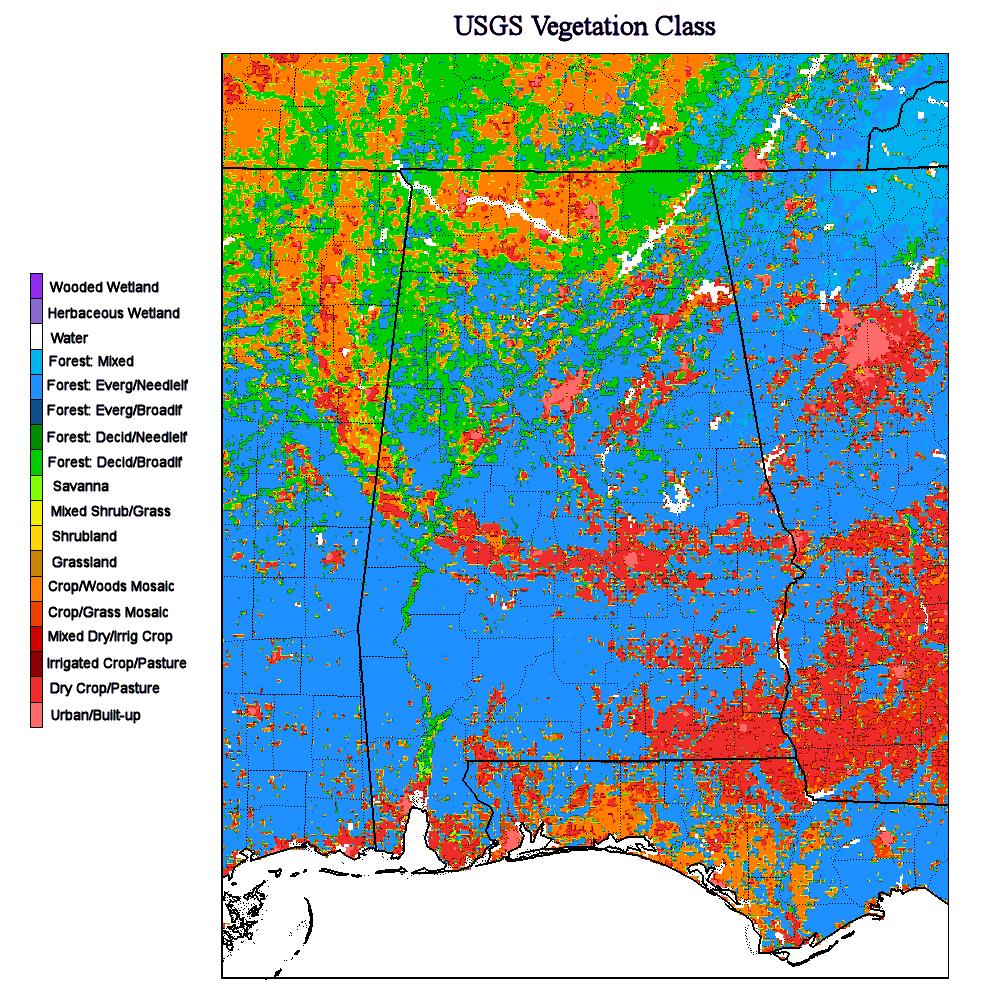 USGS Vegetation Class
Wooded Wetland
Herbaceous Wetland
Water
Forest: Mixed
Forest: Everg/Needlelf
Forest: Everg/Broadlf
Forest: Decid/Needlelf
Forest: Decid/Broadlf
Savanna
Mixed Shrub/Grass
Shrubland
Grassland
Crop/Woods Mosaic
Crop/Grass Mosaic
Mixed Dry/Irrig Crop
Irrigated Crop/Pasture
Dry Crop/Pasture
Urban/Built-up